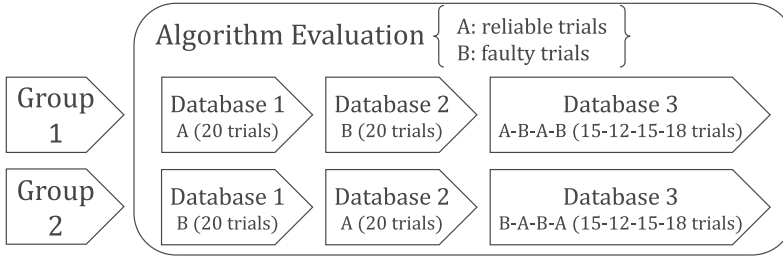 Algorithm Evaluation
A: reliable trials
B: faulty trials
Group
1
Database 1
A (20 trials)
Database 2
B (20 trials)
Database 3
A-B-A-B (15-12-15-18 trials)
Group
2
Database 1
B (20 trials)
Database 2
A (20 trials)
Database 3
B-A-B-A (15-12-15-18 trials)